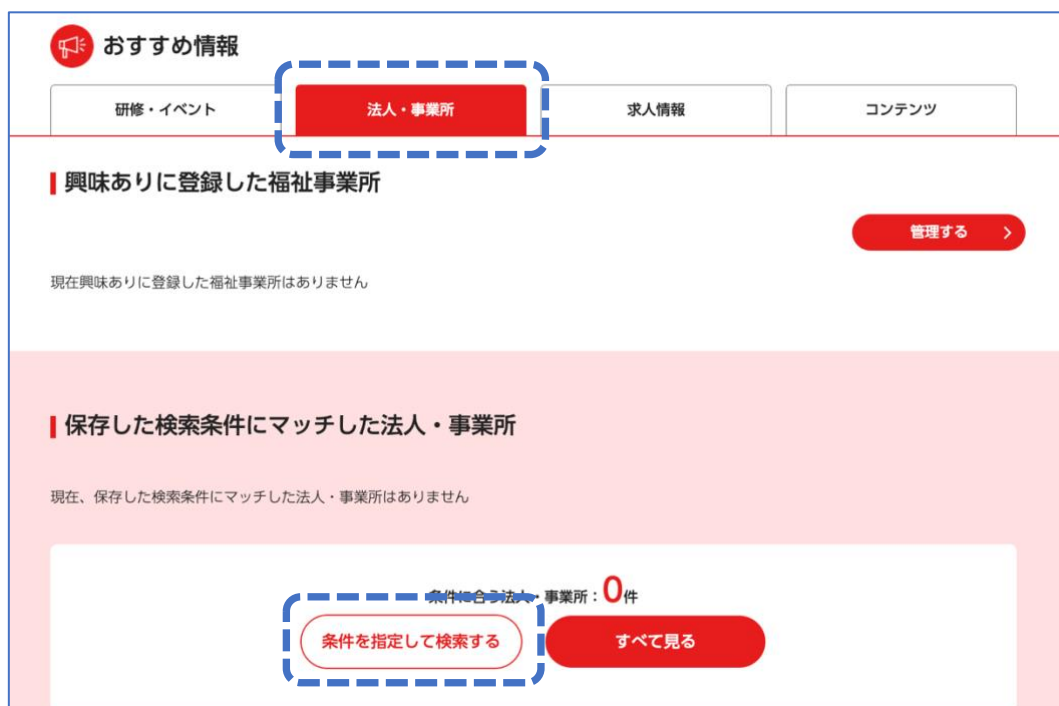 おすすめ情報
研修・イベント 法人・事業所 求人情報 コンテンツ
興味ありに登録した福祉事業所
管理する
現在興味ありに登録した福祉事業所はありません
保存した検索条件にマッチした法人・事業所
現在、保存した検索条件にマッチした法人・事業所はありません
条件に合う法人・事業所：0件
条件を指定して検索する すべて見る